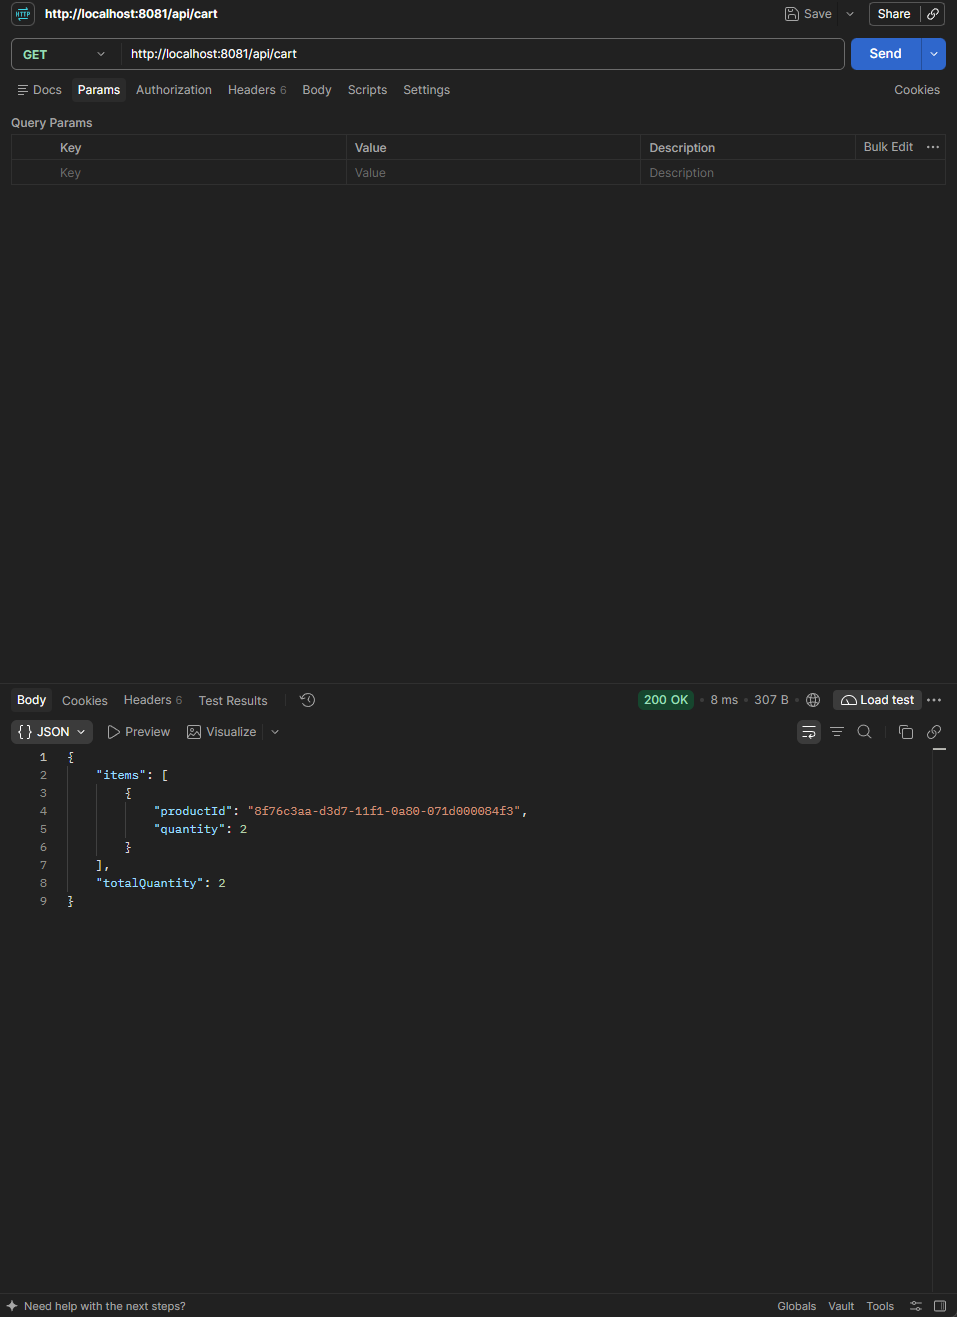 HTTP http://localhost:8081/api/cart Save Share
GET http://localhost:8081/api/cart Send
Docs Params Authorization Headers 6 Body Scripts Settings Cookies
Query Params
Key Value Description Bulk Edit
Key Value Description
Body Cookies Headers 6 Test Results 200 OK 8 ms 307 B Load test
{} JSON Preview Visualize
1 {
2 "items": [
3 {
4 "productId": "8f76c3aa-d3d7-11f1-0a80-071d000084f3",
5 "quantity": 2
6 }
7 ],
8 "totalQuantity": 2
9 }
Need help with the next steps? Globals Vault Tools